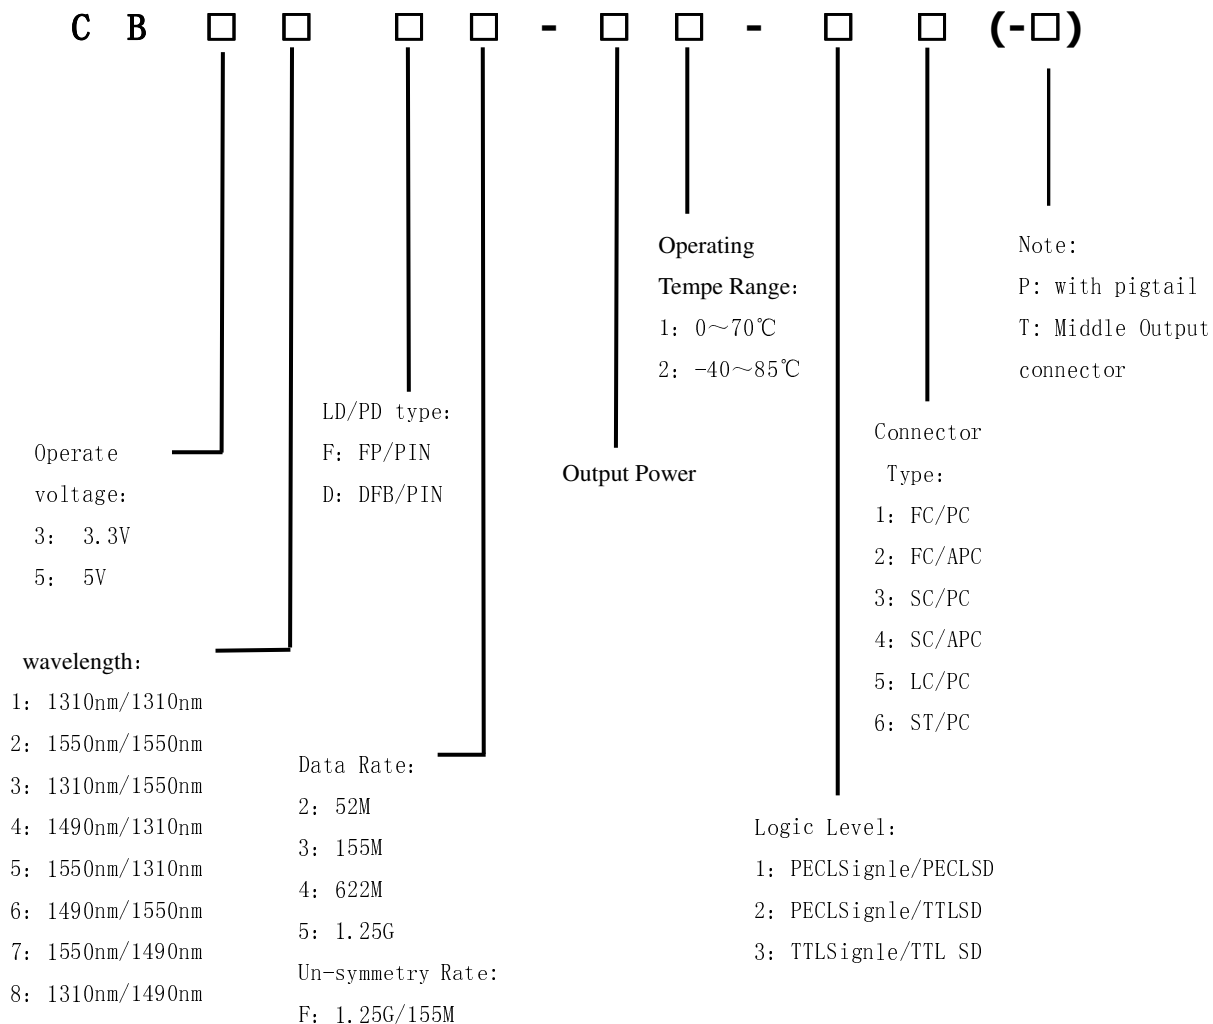 C B □ □ □ □ - □ □ - □ □ (-□)
Operate
voltage:
3: 3.3V
5: 5V
wavelength:
1: 1310nm/1310nm
2: 1550nm/1550nm
3: 1310nm/1550nm
4: 1490nm/1310nm
5: 1550nm/1310nm
6: 1490nm/1550nm
7: 1550nm/1490nm
8: 1310nm/1490nm
LD/PD type:
F: FP/PIN
D: DFB/PIN
Data Rate:
2: 52M
3: 155M
4: 622M
5: 1.25G
Un-symmetry Rate:
F: 1.25G/155M
Output Power
Operating
Tempe Range:
1: 0~70℃
2: -40~85℃
Logic Level:
1: PECLSignle/PECLSD
2: PECLSignle/TTLSD
3: TTLSignle/TTL SD
Connector
Type:
1: FC/PC
2: FC/APC
3: SC/PC
4: SC/APC
5: LC/PC
6: ST/PC
Note:
P: with pigtail
T: Middle Output
connector